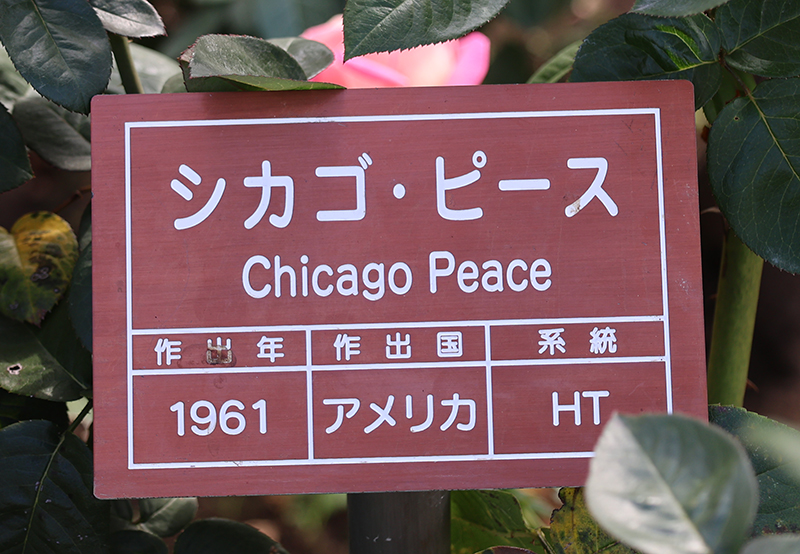 シカゴ・ピース
Chicago Peace
作出年 作出国 系統
1961 アメリカ HT